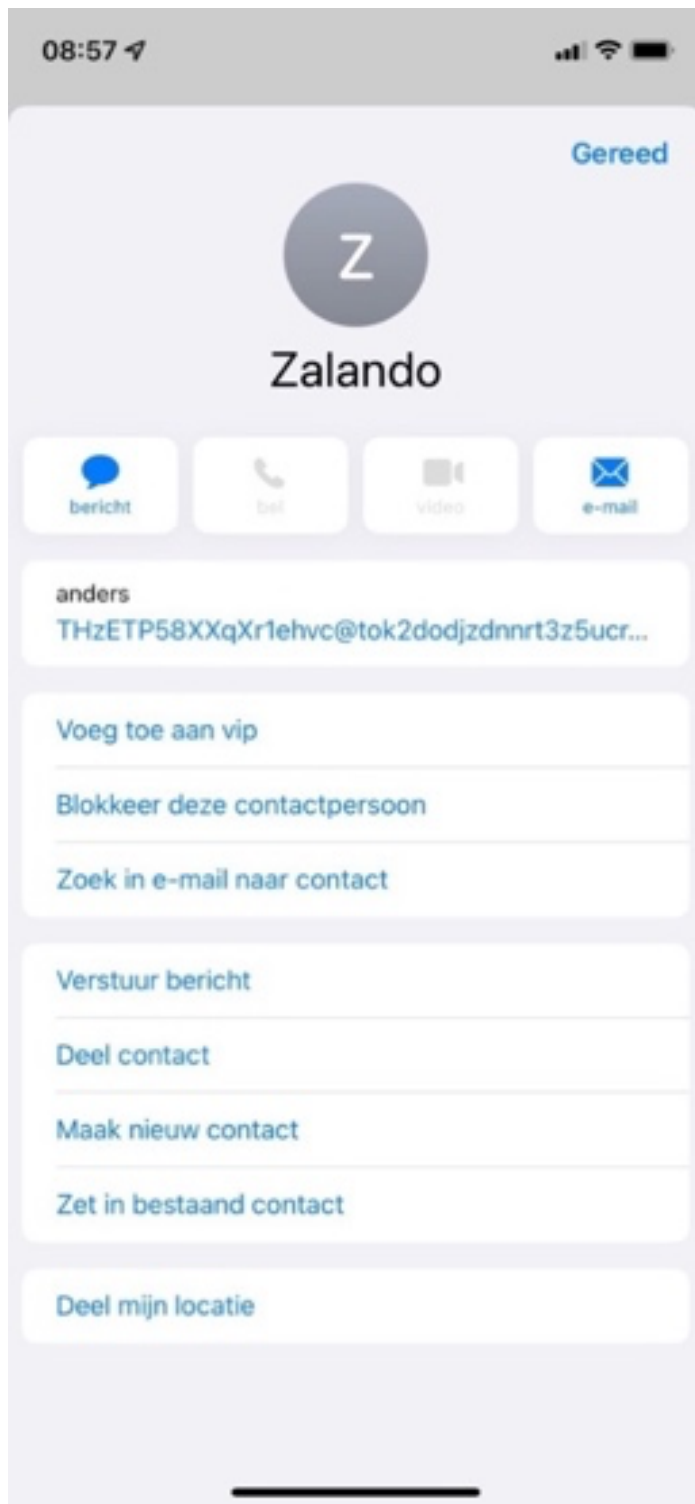 08:57
Gereed
Z
Zalando
bericht
bel
video
e-mail
anders
THzETP58XXqXr1ehvc@tok2dodjzdnnrt3z5ucr...
Voeg toe aan vip
Blokkeer deze contactpersoon
Zoek in e-mail naar contact
Verstuur bericht
Deel contact
Maak nieuw contact
Zet in bestaand contact
Deel mijn locatie